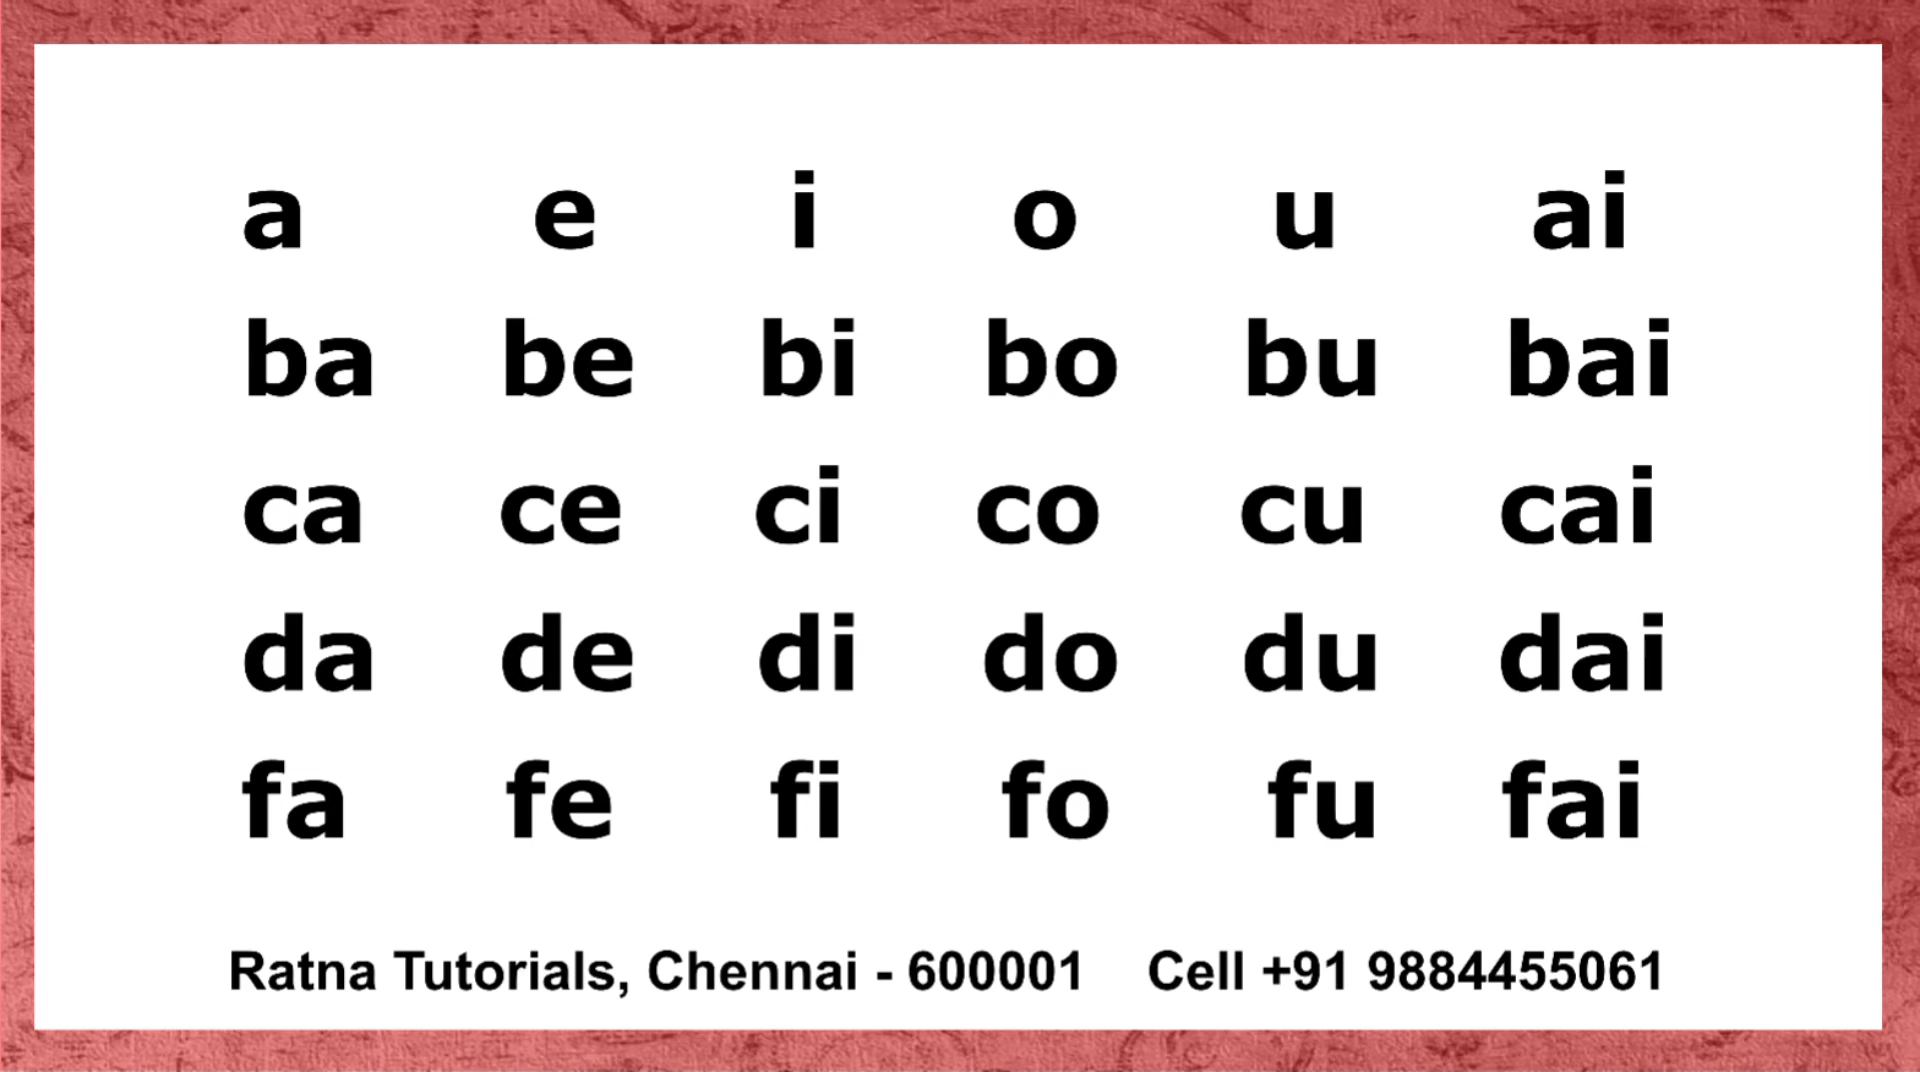 a e i o u ai
ba be bi bo bu bai
ca ce ci co cu cai
da de di do du dai
fa fe fi fo fu fai
Ratna Tutorials, Chennai - 600001 Cell +91 9884455061